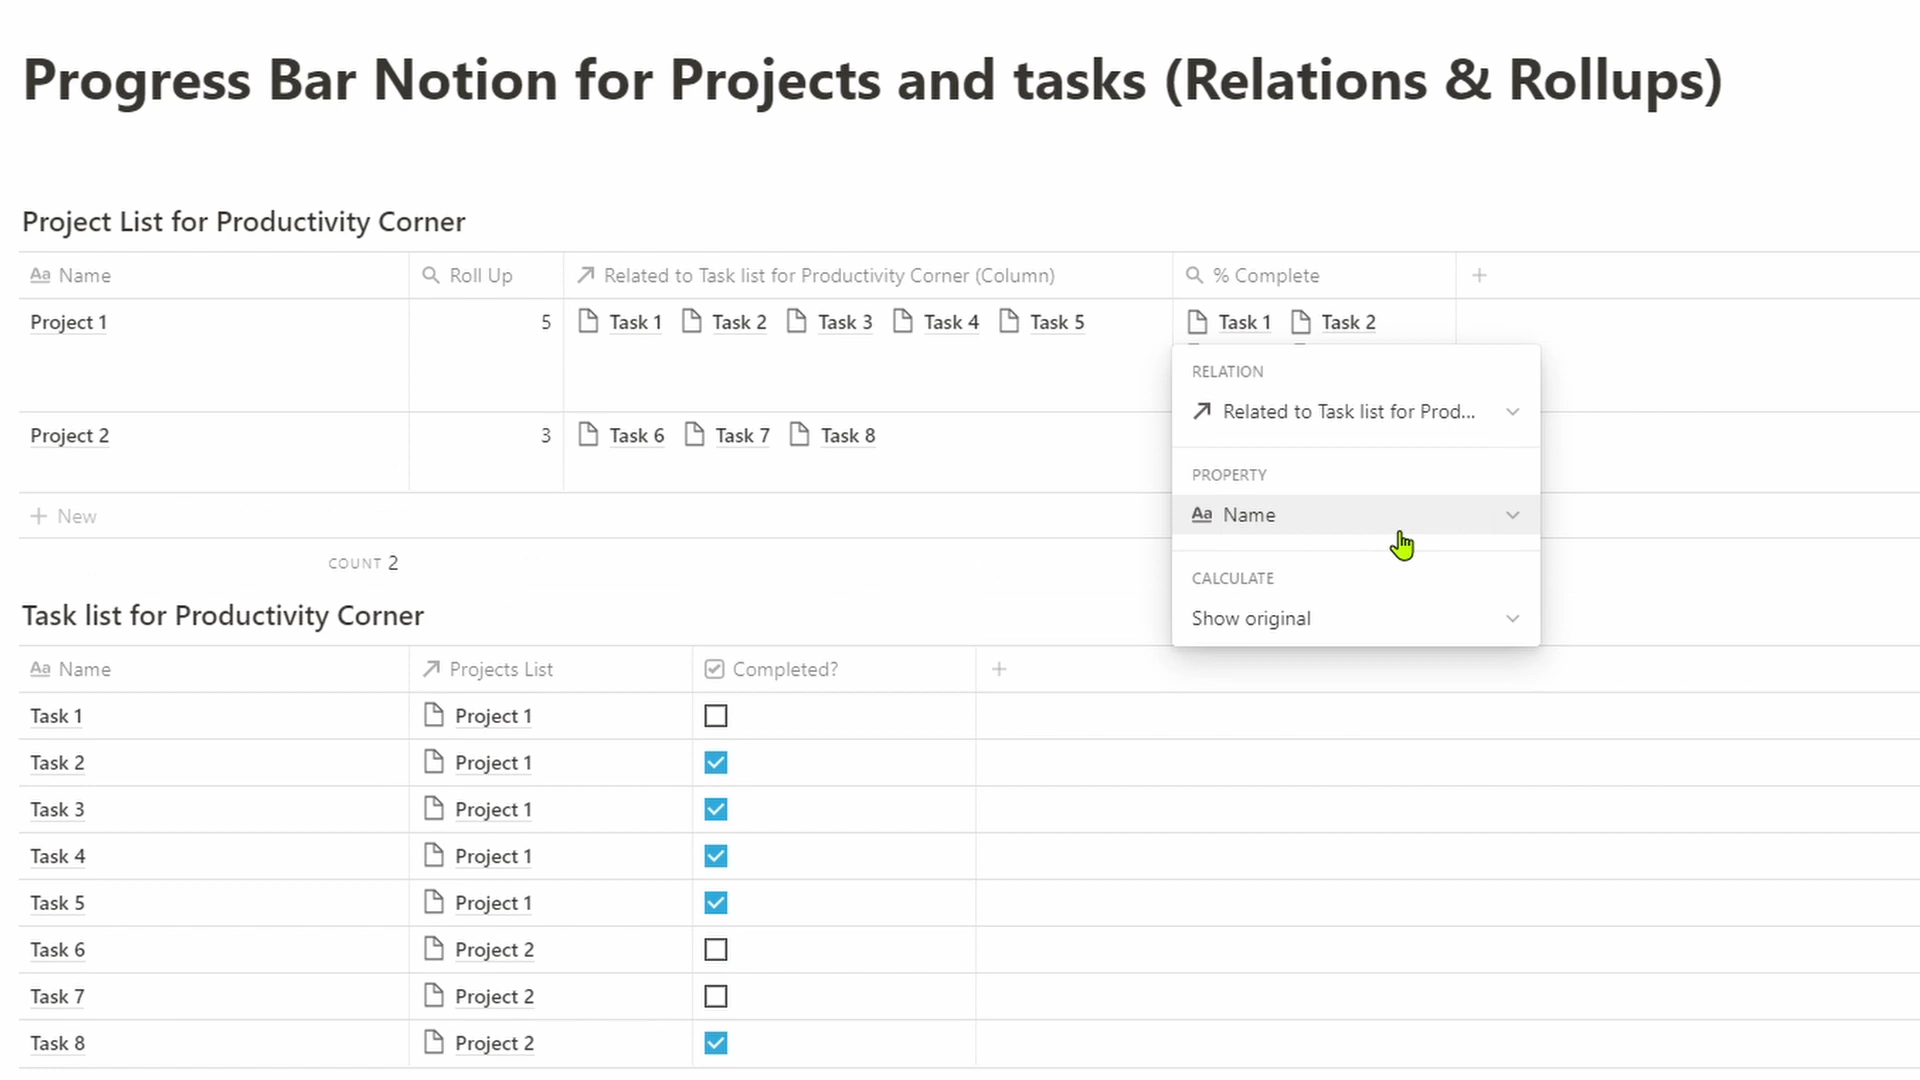 Progress Bar Notion for Projects and tasks (Relations & Rollups)
Project List for Productivity Corner
Aa Name Roll Up Related to Task list for Productivity Corner (Column) % Complete
Project 1 5 Task 1 Task 2 Task 3 Task 4 Task 5 Task 1 Task 2
RELATION
Related to Task list for Prod...
Project 2 3 Task 6 Task 7 Task 8
PROPERTY
Aa Name
+ New
COUNT 2
CALCULATE
Show original
Task list for Productivity Corner
Aa Name Projects List Completed?
Task 1 Project 1
Task 2 Project 1
Task 3 Project 1
Task 4 Project 1
Task 5 Project 1
Task 6 Project 2
Task 7 Project 2
Task 8 Project 2